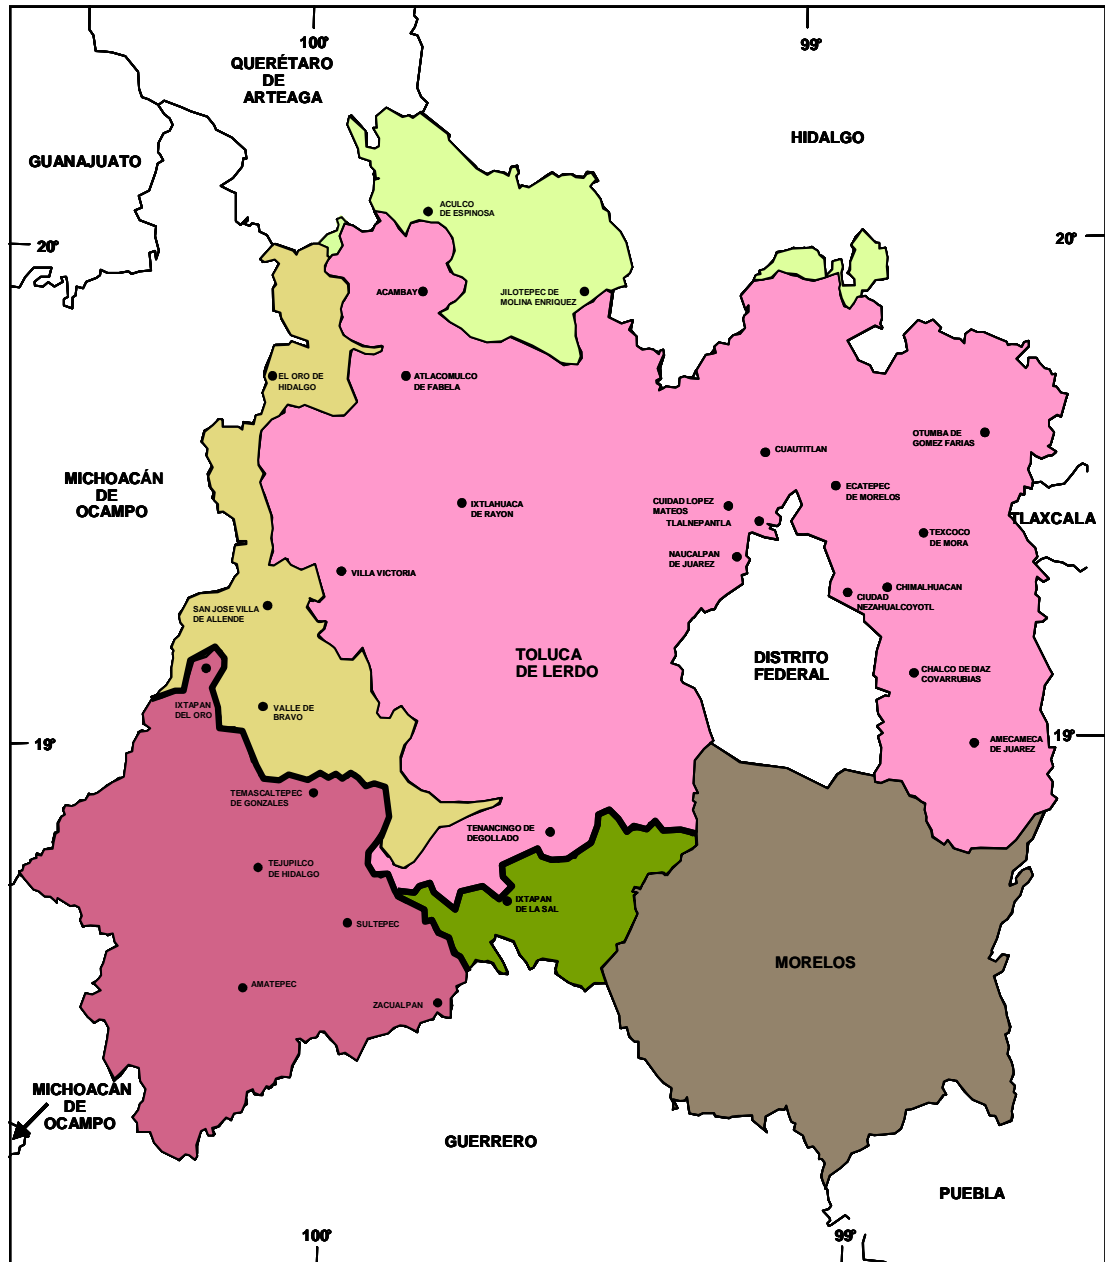 100°
99°
QUERÉTARO
DE
ARTEAGA
HIDALGO
GUANAJUATO
ACULCO
DE ESPINOSA
20°
20°
ACAMBAY
JILOTEPEC DE
MOLINA ENRIQUEZ
EL ORO DE
HIDALGO
ATLACOMULCO
DE FABELA
OTUMBA DE
GOMEZ FARIAS
CUAUTITLAN
MICHOACÁN
DE
OCAMPO
ECATEPEC
DE MORELOS
IXTLAHUACA
DE RAYON
CUIDAD LOPEZ
MATEOS
TLALNEPANTLA
TLAXCALA
TEXCOCO
DE MORA
NAUCALPAN
DE JUAREZ
VILLA VICTORIA
CHIMALHUACAN
CIUDAD
NEZAHUALCOYOTL
SAN JOSE VILLA
DE ALLENDE
TOLUCA
DE LERDO
DISTRITO
FEDERAL
CHALCO DE DIAZ
COVARRUBIAS
IXTAPAN
DEL ORO
VALLE DE
BRAVO
19°
19°
AMECAMECA
DE JUAREZ
TEMASCALTEPEC
DE GONZALES
TENANCINGO DE
DEGOLLADO
TEJUPILCO
DE HIDALGO
IXTAPAN
DE LA SAL
SULTEPEC
MORELOS
AMATEPEC
ZACUALPAN
MICHOACÁN
DE
OCAMPO
GUERRERO
PUEBLA
100°
99°